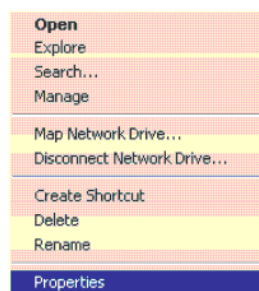 Open
Explore
Search...
Manage
Map Network Drive...
Disconnect Network Drive...
Create Shortcut
Delete
Rename
Properties